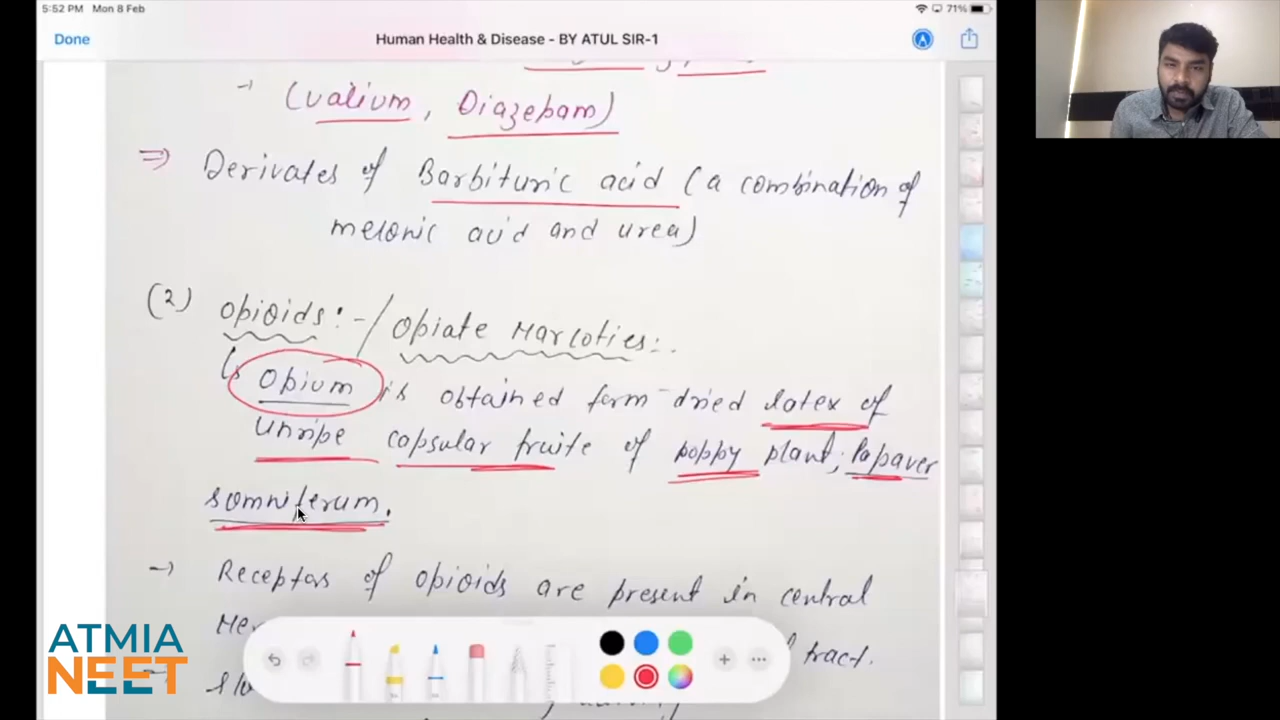 5:52 PM Mon 8 Feb
71%
Done
Human Health & Disease - BY ATUL SIR-1
→ (valium, Diazepam)
⇒ Derivates of Barbituric acid (a combination of
melonic acid and urea)
(2) opioids:-/opiate Narcoties:-
↳ Opium is obtained form dried latex of
unripe capsular fruite of poppy plant; Papaver
somniferum.
→ Receptors of opioids are present in central
tract.
ATMIA
NEET